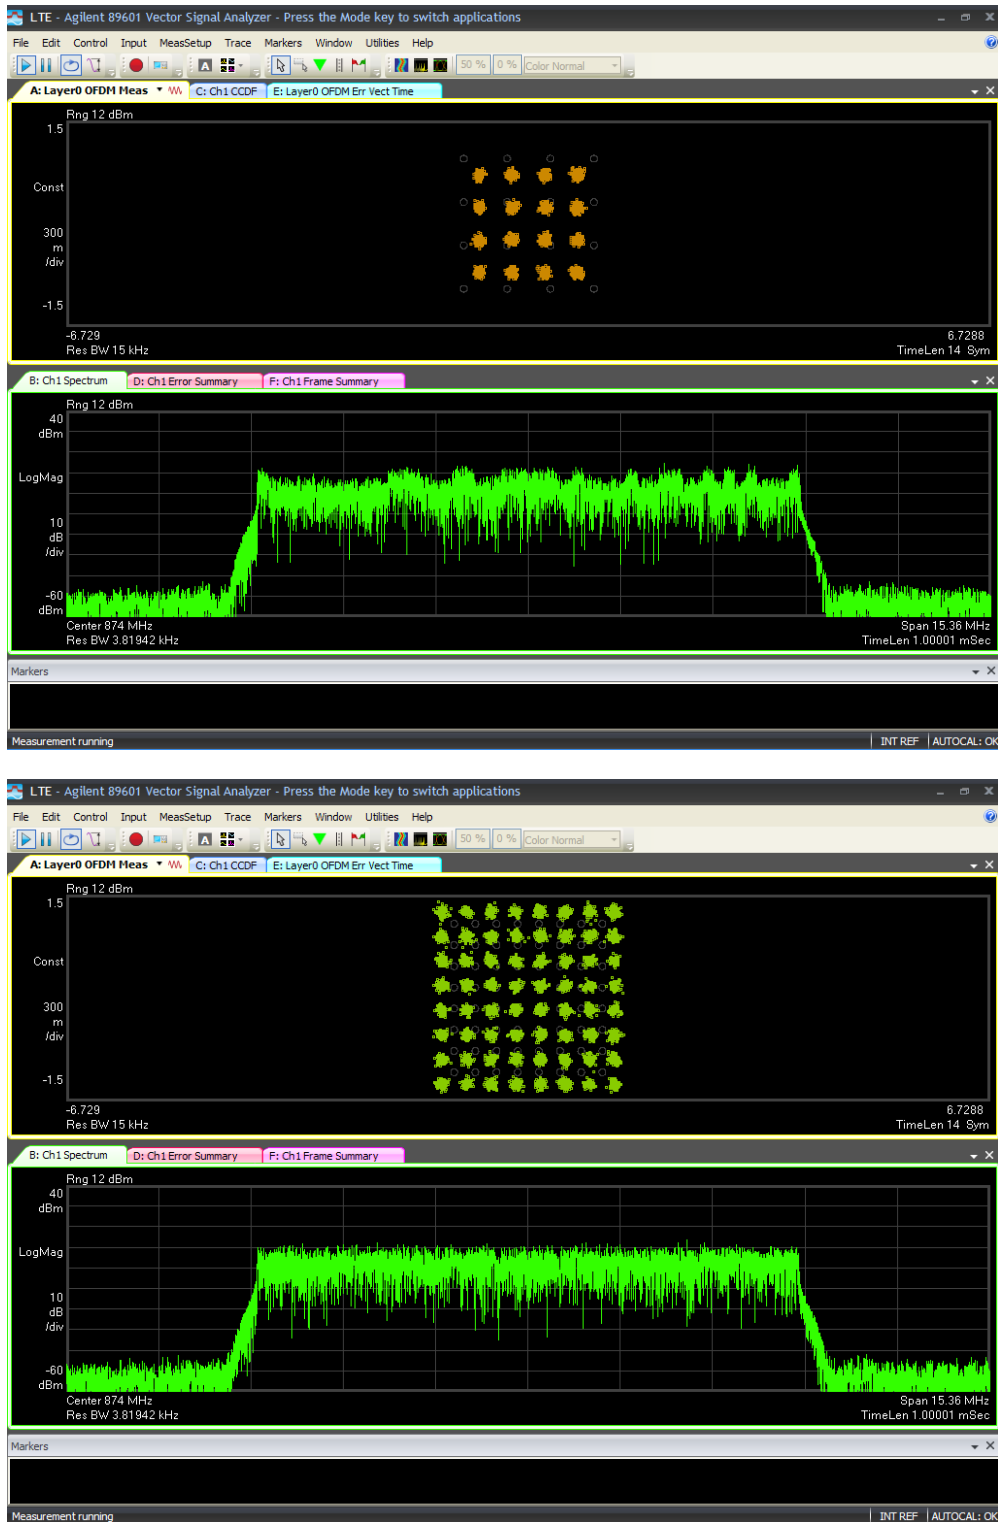 LTE - Agilent 89601 Vector Signal Analyzer - Press the Mode key to switch applications
File Edit Control Input MeasSetup Trace Markers Window Utilities Help
A 50 % 0 % Color Normal
A: Layer0 OFDM Meas C: Ch1 CCDF E: Layer0 OFDM Err Vect Time
Rng 12 dBm
1.5
Const
300
m
/div
-1.5
-6.729 6.7288
Res BW 15 kHz TimeLen 14 Sym
B: Ch1 Spectrum D: Ch1 Error Summary F: Ch1 Frame Summary
Rng 12 dBm
40
dBm
LogMag
10
dB
/div
-60
dBm
Center 874 MHz Span 15.36 MHz
Res BW 3.81942 kHz TimeLen 1.00001 mSec
Markers
Measurement running INT REF AUTOCAL: OK
LTE - Agilent 89601 Vector Signal Analyzer - Press the Mode key to switch applications
File Edit Control Input MeasSetup Trace Markers Window Utilities Help
A 50 % 0 % Color Normal
A: Layer0 OFDM Meas C: Ch1 CCDF E: Layer0 OFDM Err Vect Time
Rng 12 dBm
1.5
Const
300
m
/div
-1.5
-6.729 6.7288
Res BW 15 kHz TimeLen 14 Sym
B: Ch1 Spectrum D: Ch1 Error Summary F: Ch1 Frame Summary
Rng 12 dBm
40
dBm
LogMag
10
dB
/div
-60
dBm
Center 874 MHz Span 15.36 MHz
Res BW 3.81942 kHz TimeLen 1.00001 mSec
Markers
Measurement running INT REF AUTOCAL: OK